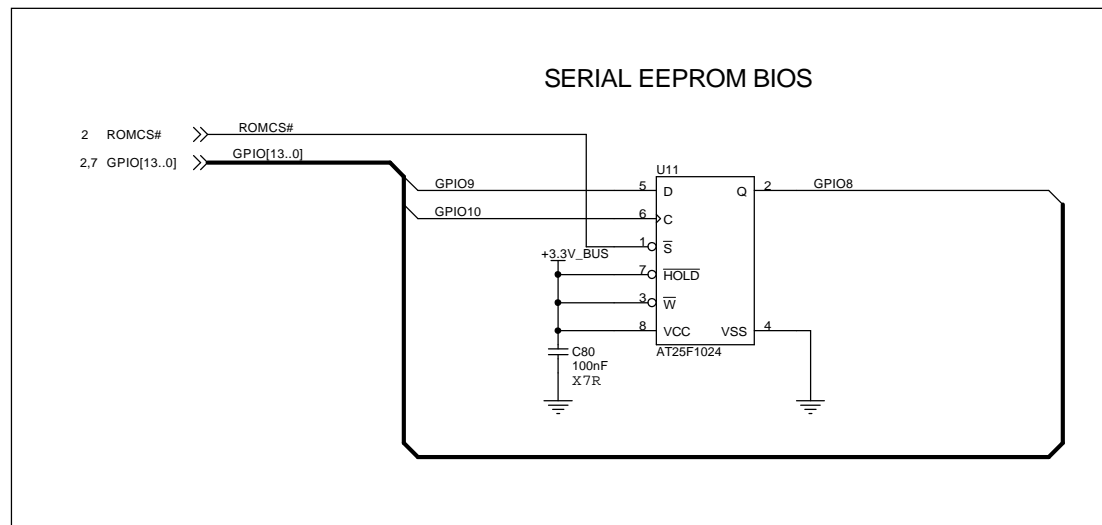 SERIAL EEPROM BIOS
2 ROMCS# ROMCS#
2,7 GPIO[13..0] GPIO[13..0]
U11
GPIO9 5 D Q 2 GPIO8
GPIO10 6 C
1 S
+3.3V_BUS
7 HOLD
3 W
8 VCC VSS 4
C80 AT25F1024
100nF
X7R